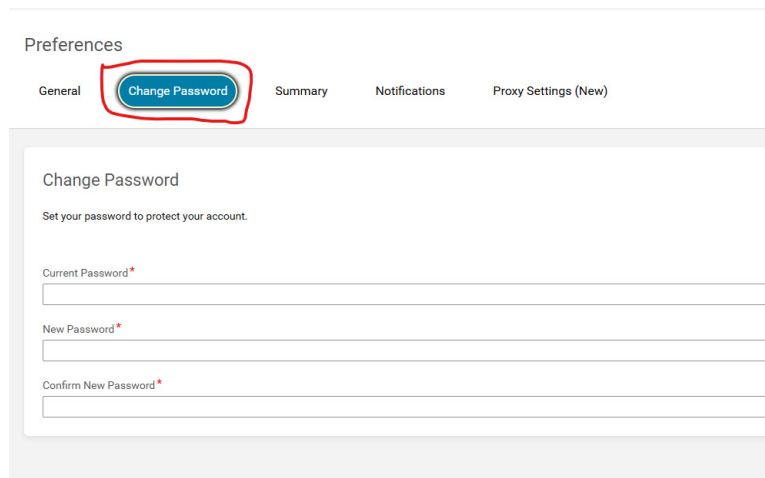 Preferences
General Change Password Summary Notifications Proxy Settings (New)
Change Password
Set your password to protect your account.
Current Password*
New Password*
Confirm New Password*